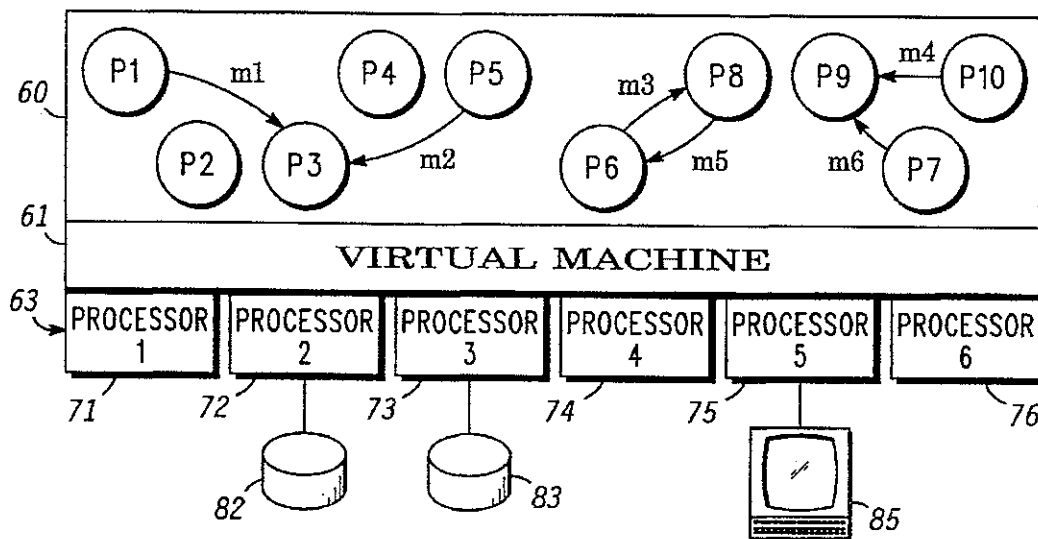 P1
m1
P4
P5
m3
P8
P9
m4
P10
60
P2
P3
m2
P6
m5
m6
P7
61
VIRTUAL MACHINE
63
PROCESSOR
1
PROCESSOR
2
PROCESSOR
3
PROCESSOR
4
PROCESSOR
5
PROCESSOR
6
71
72
73
74
75
76
82
83
85